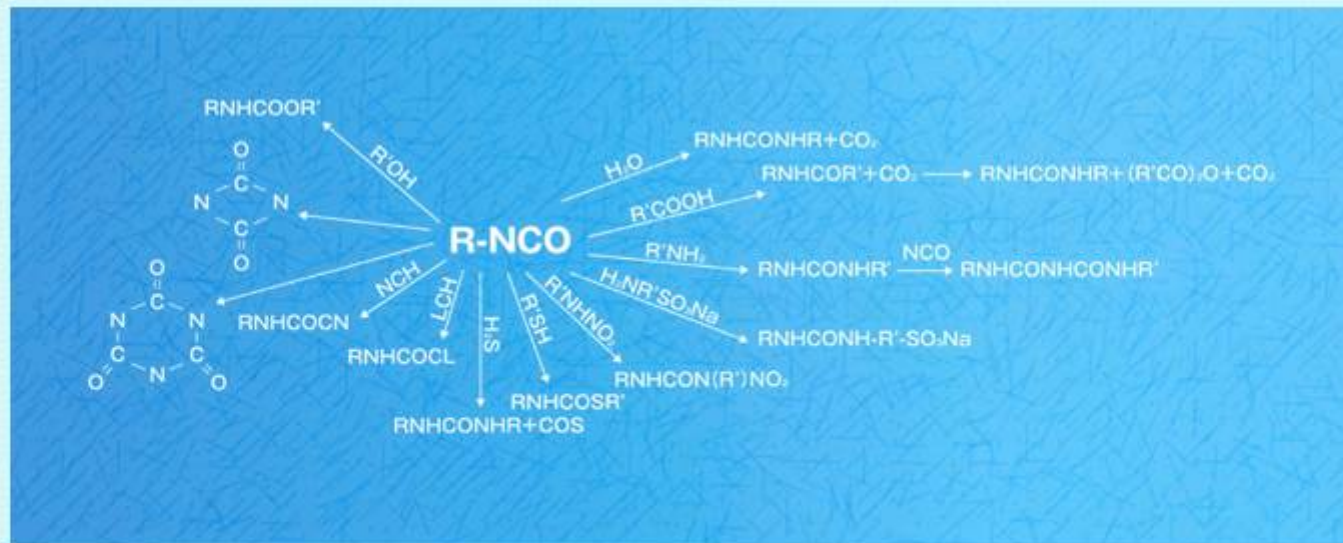 RNHCOOR'
R'OH
O
C
N N
C
O
O
C
N N
C C
O N O
R-NCO
H₂O
RNHCONHR+CO₂
R'COOH
RNHCOR'+CO₂
RNHCONHR+(R'CO)₂O+CO₂
R'NH₂
RNHCONHR'
NCO
RNHCONHCONHR'
H₂NR'SO₃Na
RNHCONH-R'-SO₃Na
R'NHNO₂
RNHCON(R')NO₂
R'SH
RNHCOSR'
H₂S
RNHCONHR+COS
LCH
RNHCOCL
NCH
RNHCOCN